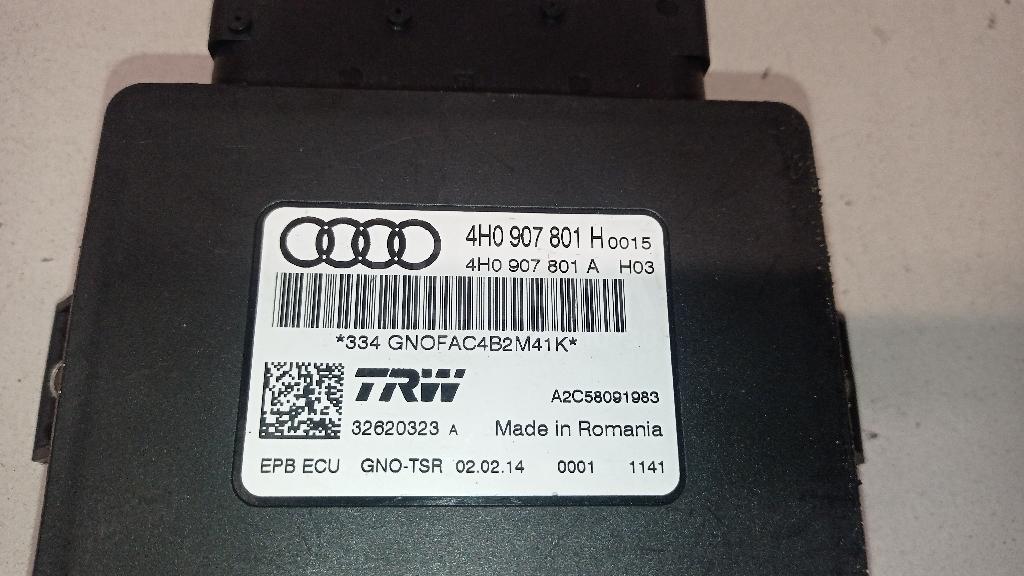 4H0 907 801 H 0015
4H0 907 801 A H03
*334 GNOFAC4B2M41K*
TRW
A2C58091983
32620323 A Made in Romania
EPB ECU GNO-TSR 02.02.14 0001 1141